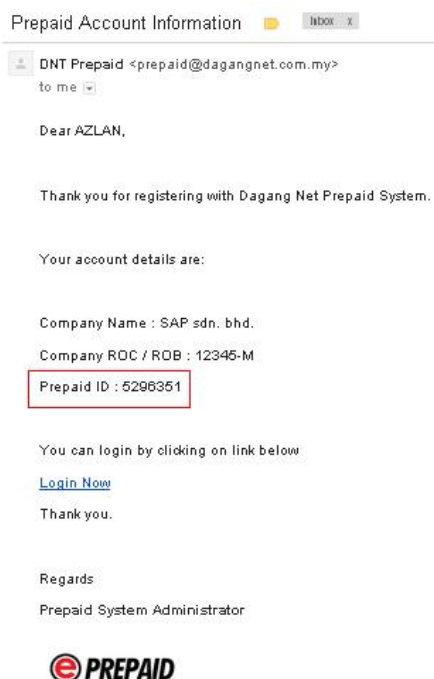 Prepaid Account Information
Inbox x
DNT Prepaid <prepaid@dagangnet.com.my>
to me
Dear AZLAN,
Thank you for registering with Dagang Net Prepaid System.
Your account details are:
Company Name : SAP sdn. bhd.
Company ROC / ROB : 12345-M
Prepaid ID : 5296351
You can login by clicking on link below
Login Now
Thank you.
Regards
Prepaid System Administrator
e PREPAID